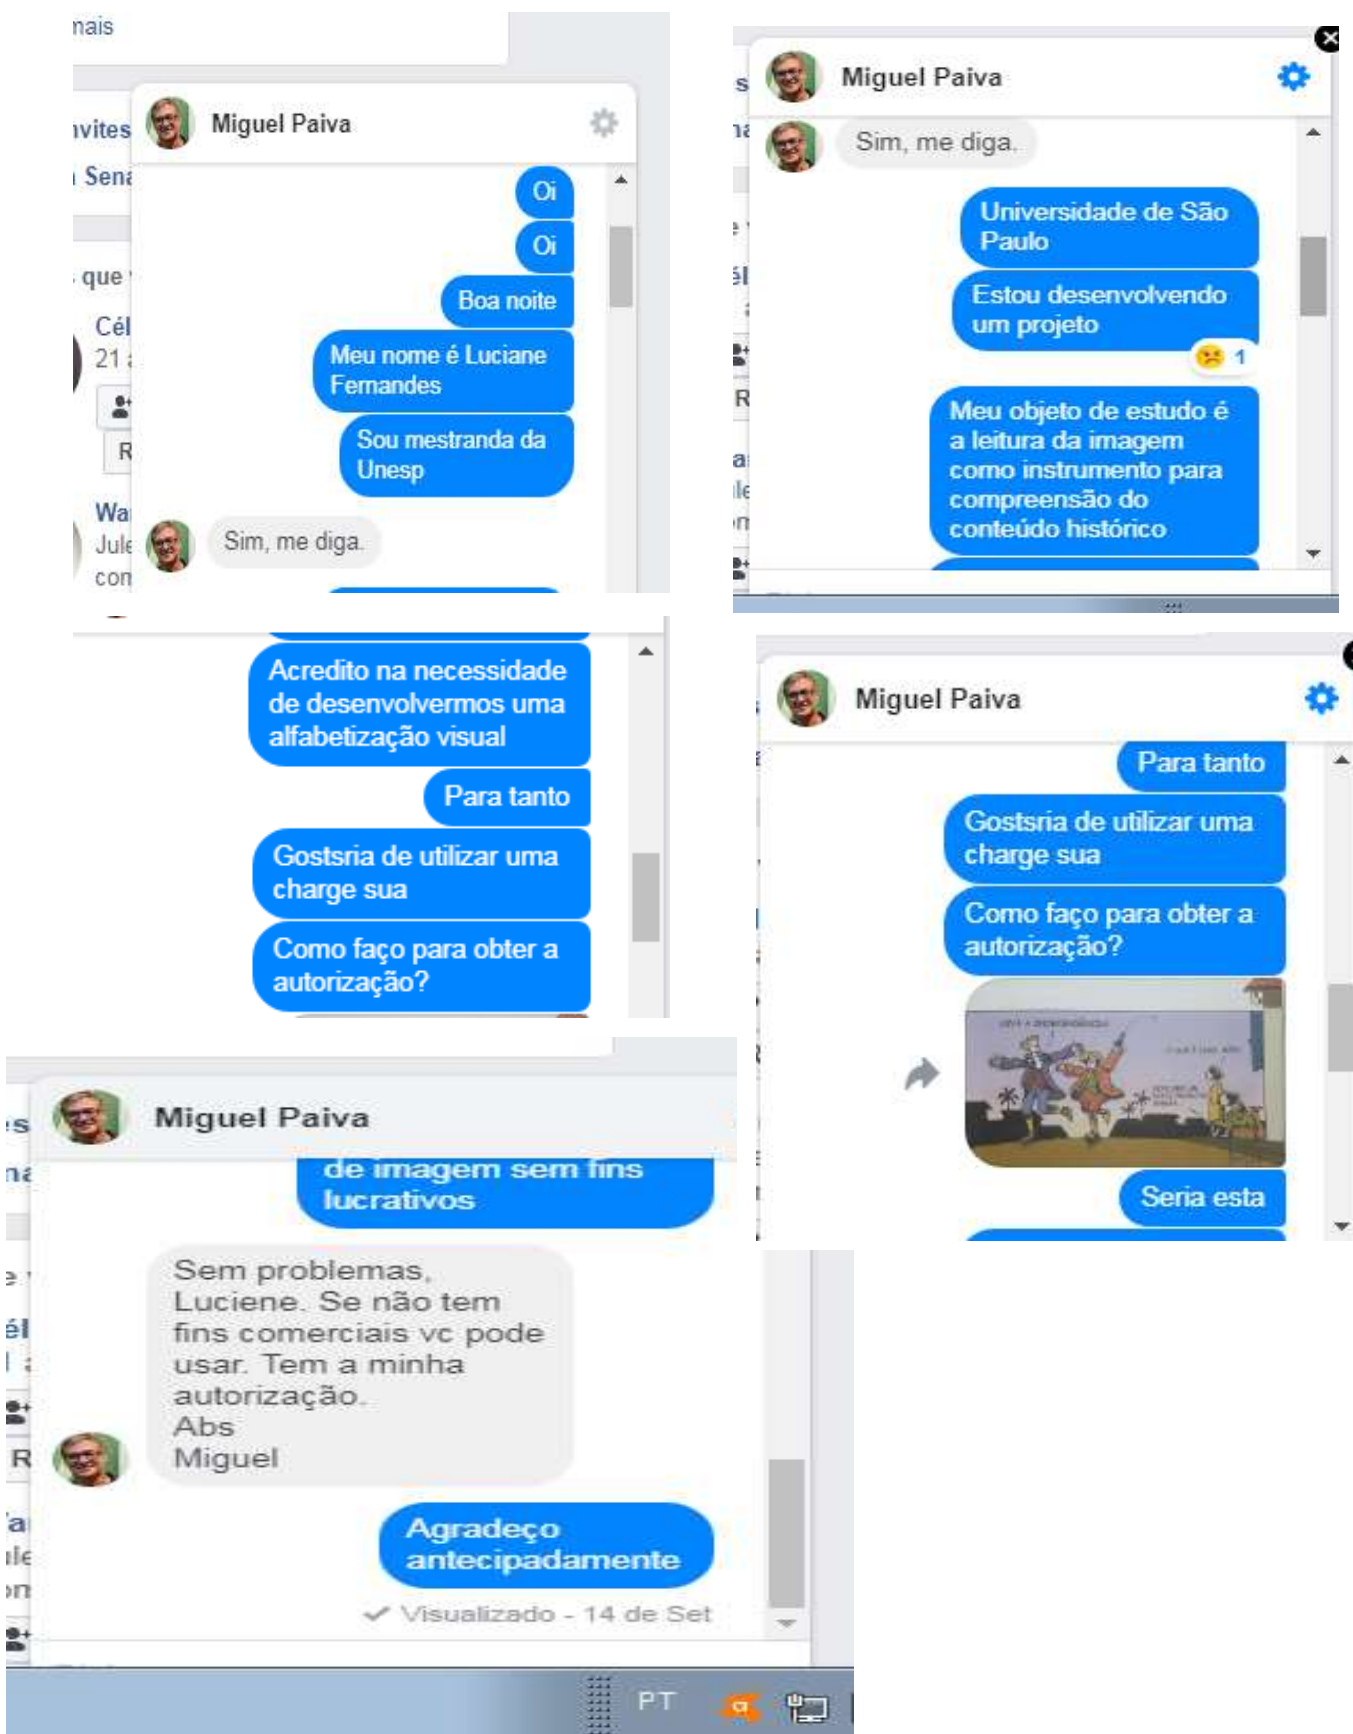 mais
Miguel Paiva
nvites
Sena
Oi
Oi
que
Boa noite
Cél
21
Meu nome é Luciane
Fernandes
R
Sou mestranda da
Unesp
Wa
Jule
Sim, me diga.
com
Miguel Paiva
Sim, me diga.
Universidade de São
Paulo
Estou desenvolvendo
um projeto
1
R
Meu objeto de estudo é
a leitura da imagem
como instrumento para
compreensão do
conteúdo histórico
Acredito na necessidade
de desenvolvermos uma
alfabetização visual
Para tanto
Gostsria de utilizar uma
charge sua
Como faço para obter a
autorização?
Miguel Paiva
Para tanto
Gostsria de utilizar uma
charge sua
Como faço para obter a
autorização?
Seria esta
Miguel Paiva
de imagem sem fins
lucrativos
Sem problemas,
Luciene. Se não tem
fins comerciais vc pode
usar. Tem a minha
autorização.
Abs
Miguel
R
Agradeço
antecipadamente
Visualizado - 14 de Set
PT